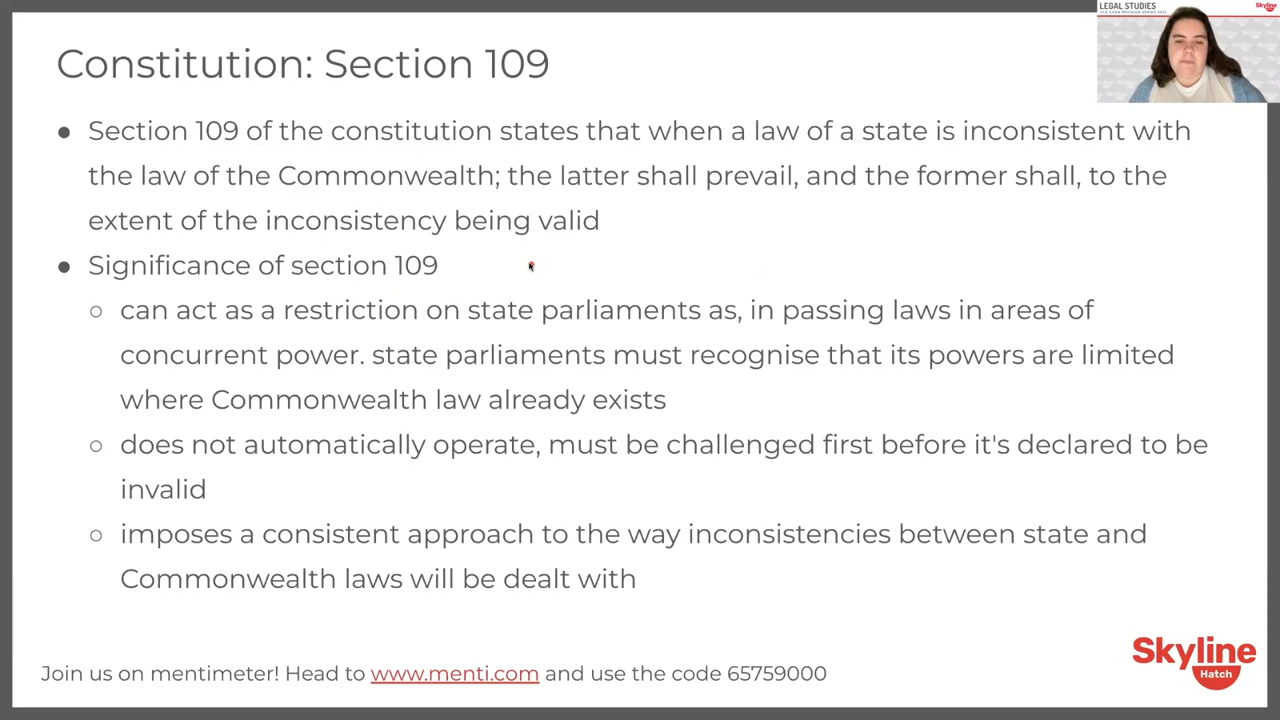 LEGAL STUDIES
Skyline
Constitution: Section 109
● Section 109 of the constitution states that when a law of a state is inconsistent with
the law of the Commonwealth; the latter shall prevail, and the former shall, to the
extent of the inconsistency being valid
● Significance of section 109
○ can act as a restriction on state parliaments as, in passing laws in areas of
concurrent power. state parliaments must recognise that its powers are limited
where Commonwealth law already exists
○ does not automatically operate, must be challenged first before it's declared to be
invalid
○ imposes a consistent approach to the way inconsistencies between state and
Commonwealth laws will be dealt with
Join us on mentimeter! Head to www.menti.com and use the code 65759000
Skyline
Hatch